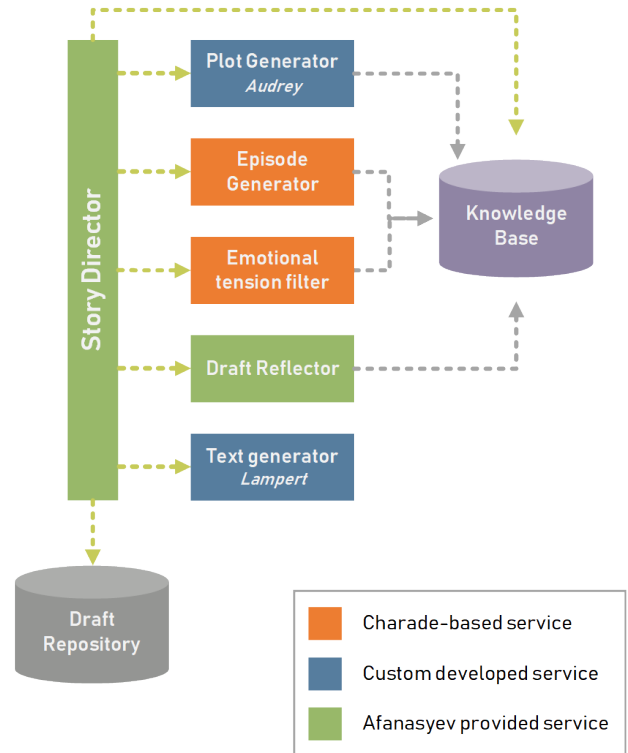 Plot Generator
Audrey
Episode
Generator
Emotional
tension filter
Draft Reflector
Text generator
Lampert
Story Director
Knowledge
Base
Draft
Repository
Charade-based service
Custom developed service
Afanasyev provided service